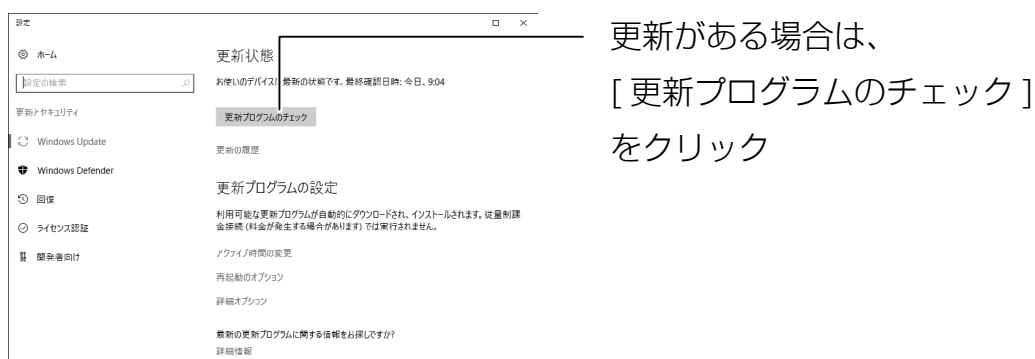 設定
ホーム
設定の検索
更新とセキュリティ
Windows Update
Windows Defender
回復
ライセンス認証
開発者向け
更新状態
お使いのデバイスは最新の状態です。最終確認日時: 今日、9:04
更新プログラムのチェック
更新の履歴
更新プログラムの設定
利用可能な更新プログラムが自動的にダウンロードされ、インストールされます。従量制課
金接続 (料金が発生する場合があります) では実行されません。
アクティブ時間の変更
再起動のオプション
詳細オプション
最新の更新プログラムに関する情報をお探しですか?
詳細情報
更新がある場合は、
[ 更新プログラムのチェック ]
をクリック